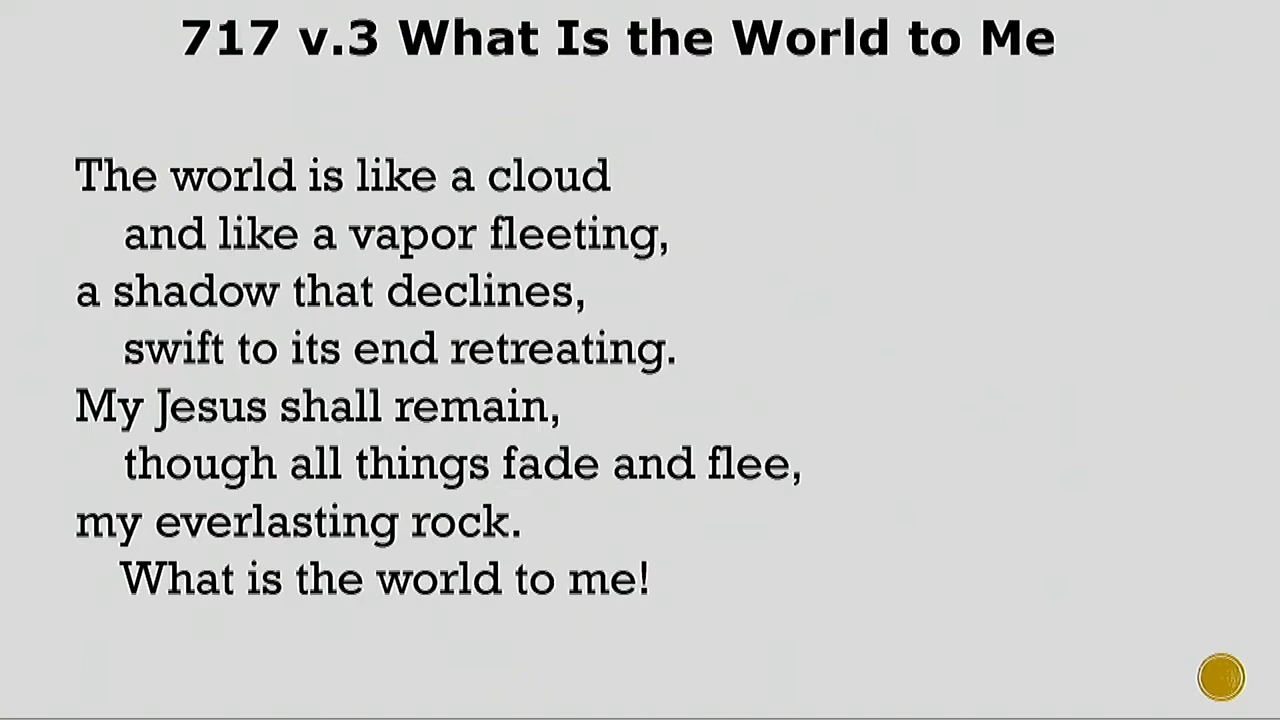 717 v.3 What Is the World to Me
The world is like a cloud
and like a vapor fleeting,
a shadow that declines,
swift to its end retreating.
My Jesus shall remain,
though all things fade and flee,
my everlasting rock.
What is the world to me!